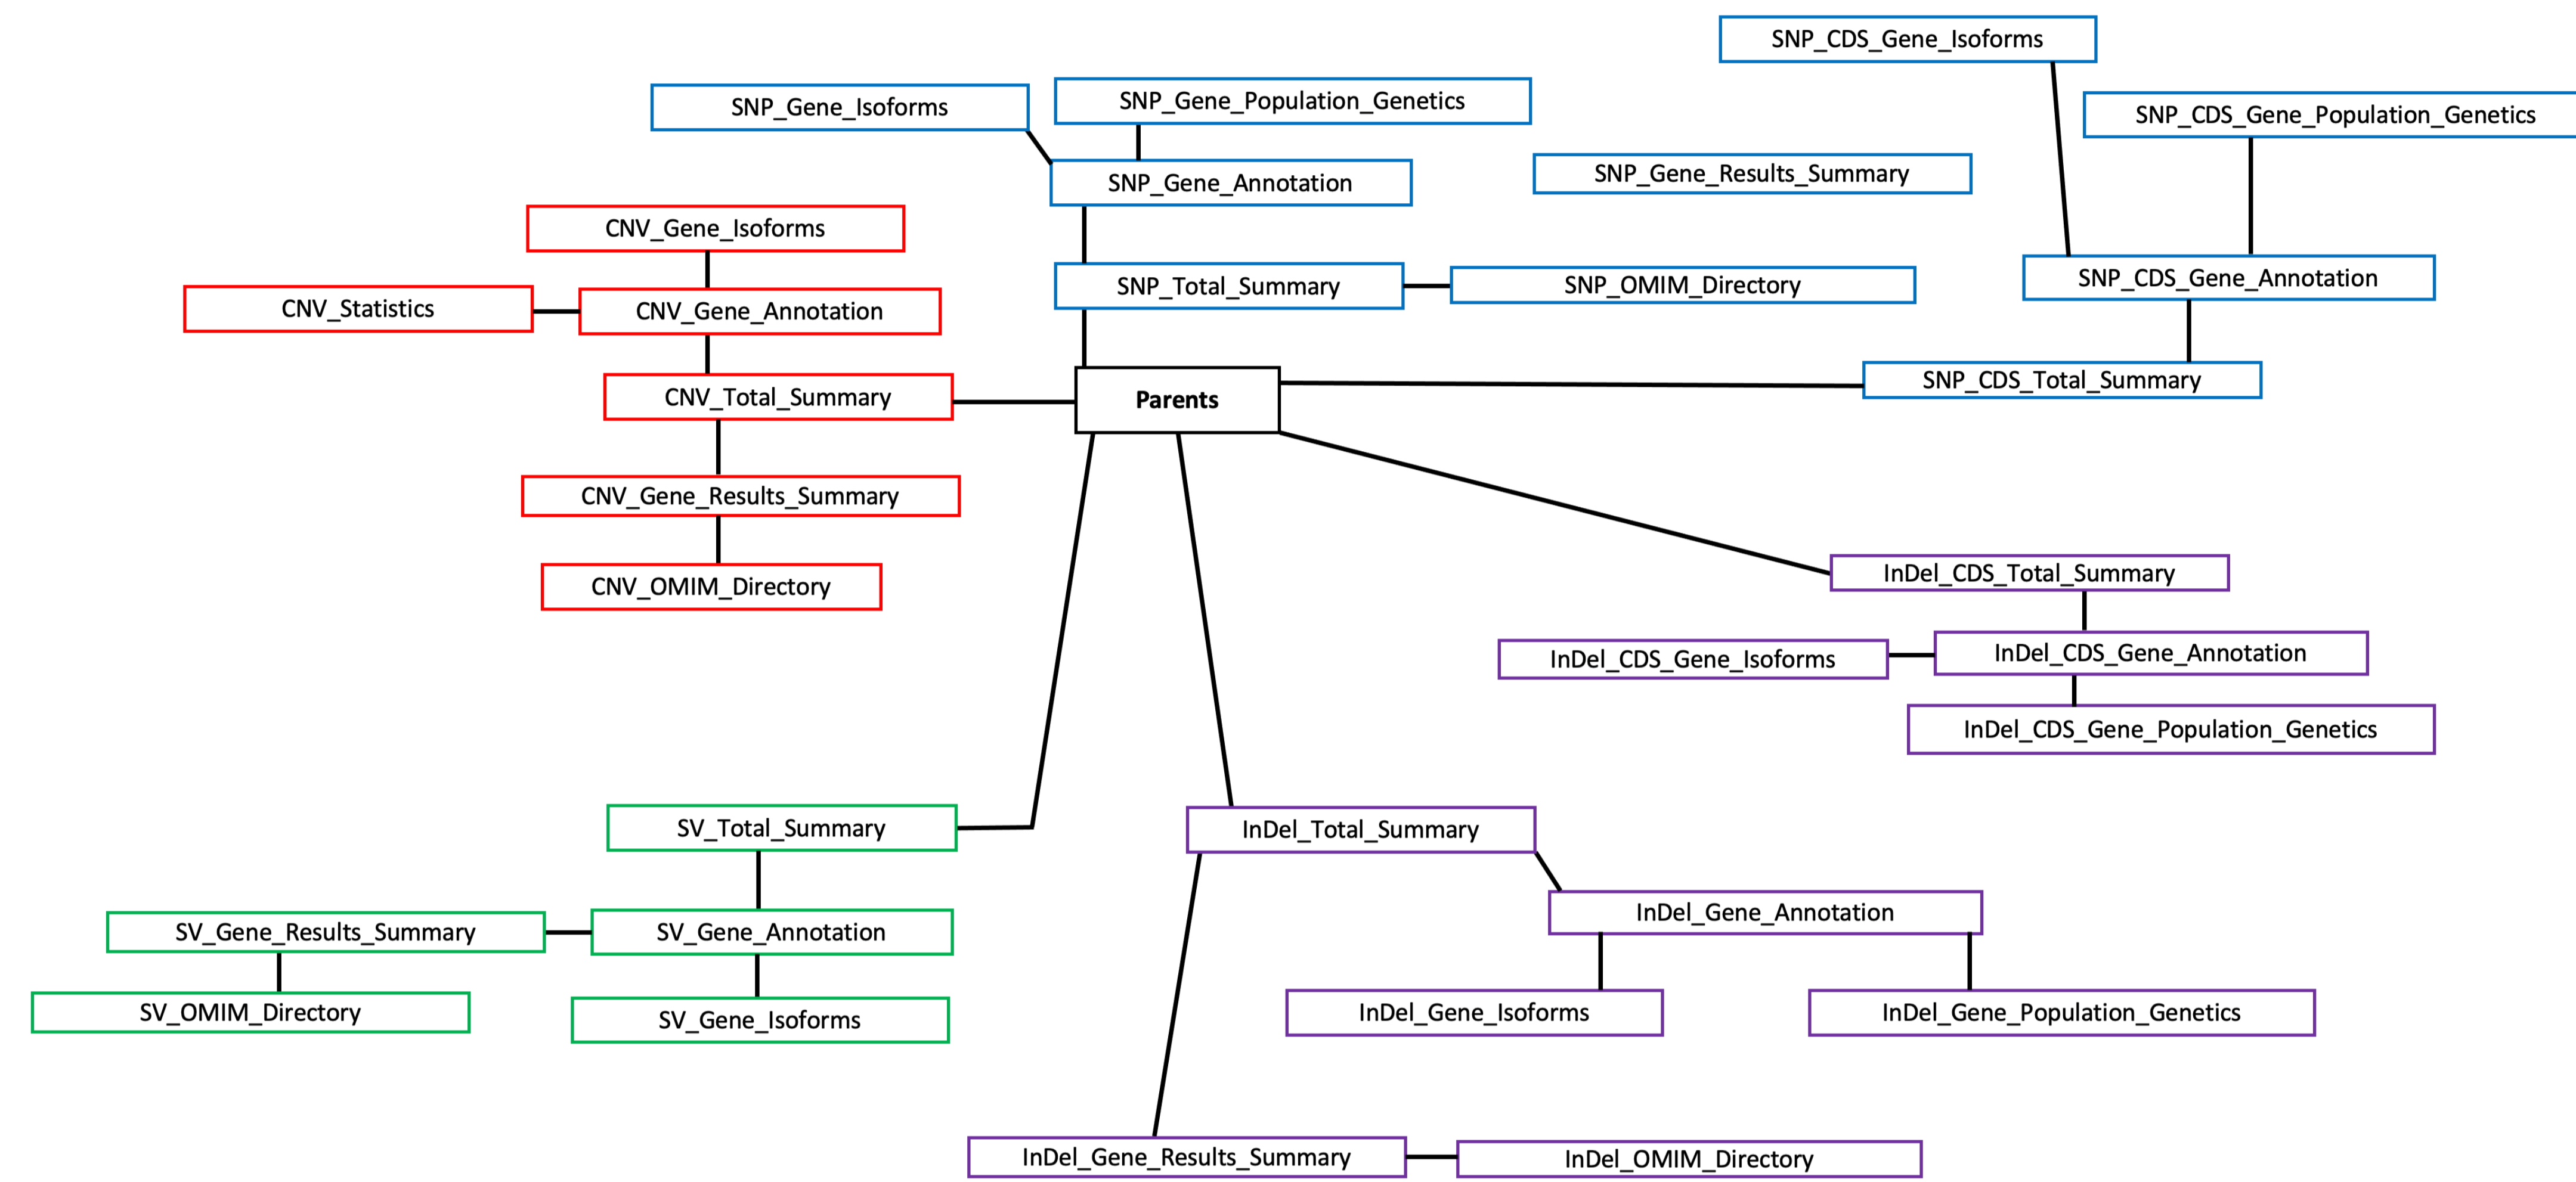 SNP_CDS_Gene_Isoforms
SNP_Gene_Isoforms
SNP_Gene_Population_Genetics
SNP_CDS_Gene_Population_Genetics
SNP_Gene_Annotation
SNP_Gene_Results_Summary
CNV_Gene_Isoforms
CNV_Statistics
CNV_Gene_Annotation
SNP_Total_Summary
SNP_OMIM_Directory
SNP_CDS_Gene_Annotation
CNV_Total_Summary
Parents
SNP_CDS_Total_Summary
CNV_Gene_Results_Summary
CNV_OMIM_Directory
InDel_CDS_Total_Summary
InDel_CDS_Gene_Isoforms
InDel_CDS_Gene_Annotation
InDel_CDS_Gene_Population_Genetics
SV_Total_Summary
InDel_Total_Summary
SV_Gene_Results_Summary
SV_Gene_Annotation
InDel_Gene_Annotation
SV_OMIM_Directory
SV_Gene_Isoforms
InDel_Gene_Isoforms
InDel_Gene_Population_Genetics
InDel_Gene_Results_Summary
InDel_OMIM_Directory